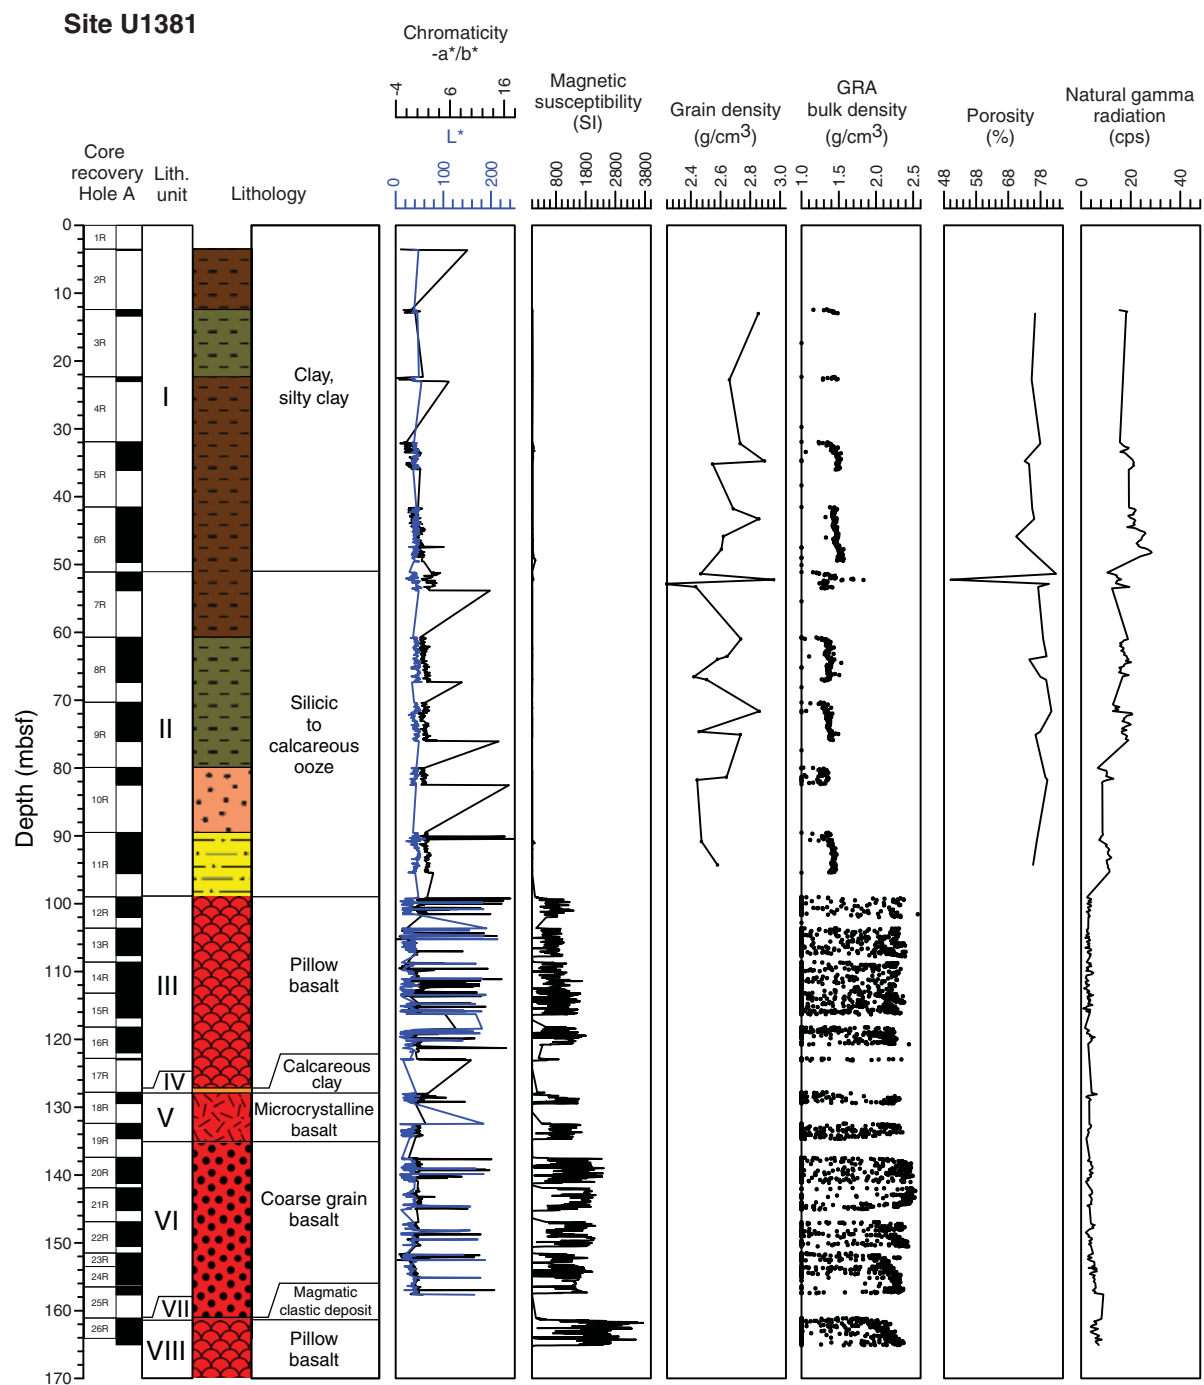 Site U1381
Core
recovery
Hole A
Lith.
unit
Lithology
Chromaticity
-a*/b*
-4 6 16
L*
0 100 200
Magnetic
susceptibility
(SI)
800 1800 2800 3800
Grain density
(g/cm3)
2.4 2.6 2.8 3.0
GRA
bulk density
(g/cm3)
1.0 1.5 2.0 2.5
Porosity
(%)
48 58 68 78
Natural gamma
radiation
(cps)
0 20 40
Depth (mbsf)
0
10
20
30
40
50
60
70
80
90
100
110
120
130
140
150
160
170
1R
2R
3R
4R
5R
6R
7R
8R
9R
10R
11R
12R
13R
14R
15R
16R
17R
18R
19R
20R
21R
22R
23R
24R
25R
26R
I
II
III
IV
V
VI
VII
VIII
Clay,
silty clay
Silicic
to
calcareous
ooze
Pillow
basalt
Calcareous
clay
Microcrystalline
basalt
Coarse grain
basalt
Magmatic
clastic deposit
Pillow
basalt